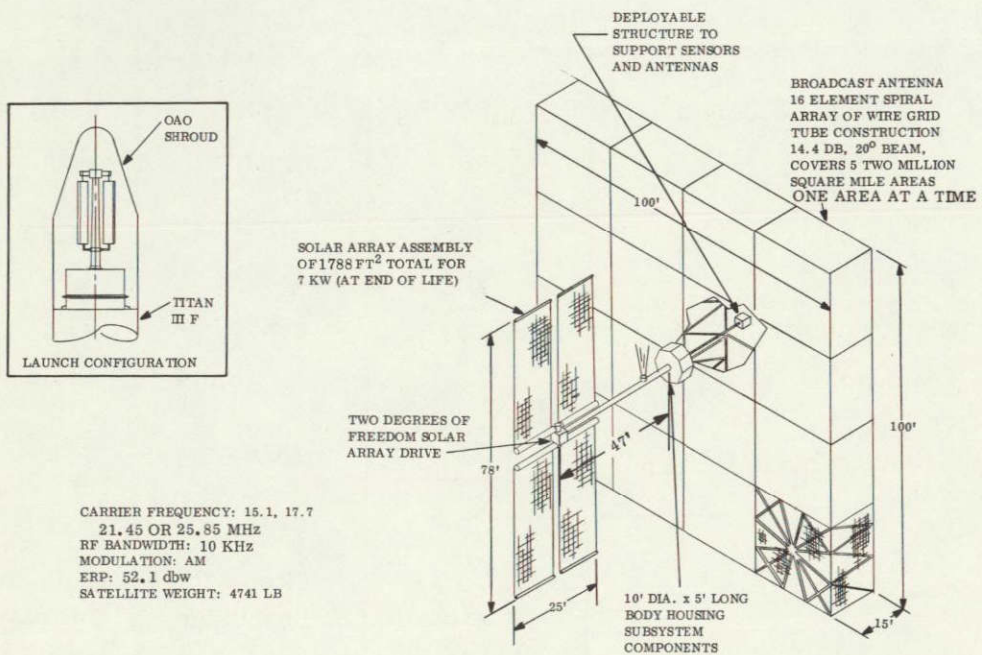 DEPLOYABLE
STRUCTURE TO
SUPPORT SENSORS
AND ANTENNAS
BROADCAST ANTENNA
16 ELEMENT SPIRAL
ARRAY OF WIRE GRID
TUBE CONSTRUCTION
14.4 DB, 20° BEAM,
COVERS 5 TWO MILLION
SQUARE MILE AREAS
ONE AREA AT A TIME
OAO
SHROUD
TITAN
III F
LAUNCH CONFIGURATION
SOLAR ARRAY ASSEMBLY
OF 1788 FT² TOTAL FOR
7 KW (AT END OF LIFE)
100'
TWO DEGREES OF
FREEDOM SOLAR
ARRAY DRIVE
47'
78'
100'
CARRIER FREQUENCY: 15.1, 17.7
21.45 OR 25.85 MHz
RF BANDWIDTH: 10 KHz
MODULATION: AM
ERP: 52.1 dbw
SATELLITE WEIGHT: 4741 LB
25'
10' DIA. x 5' LONG
BODY HOUSING
SUBSYSTEM
COMPONENTS
15'